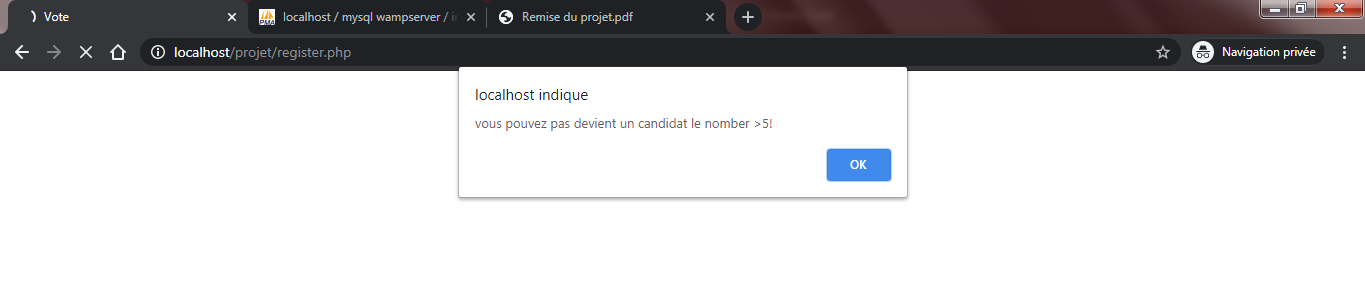 Vote
localhost / mysql wampserver / i
Remise du projet.pdf
localhost/projet/register.php
Navigation privée
localhost indique
vous pouvez pas devient un candidat le nomber >5!
OK